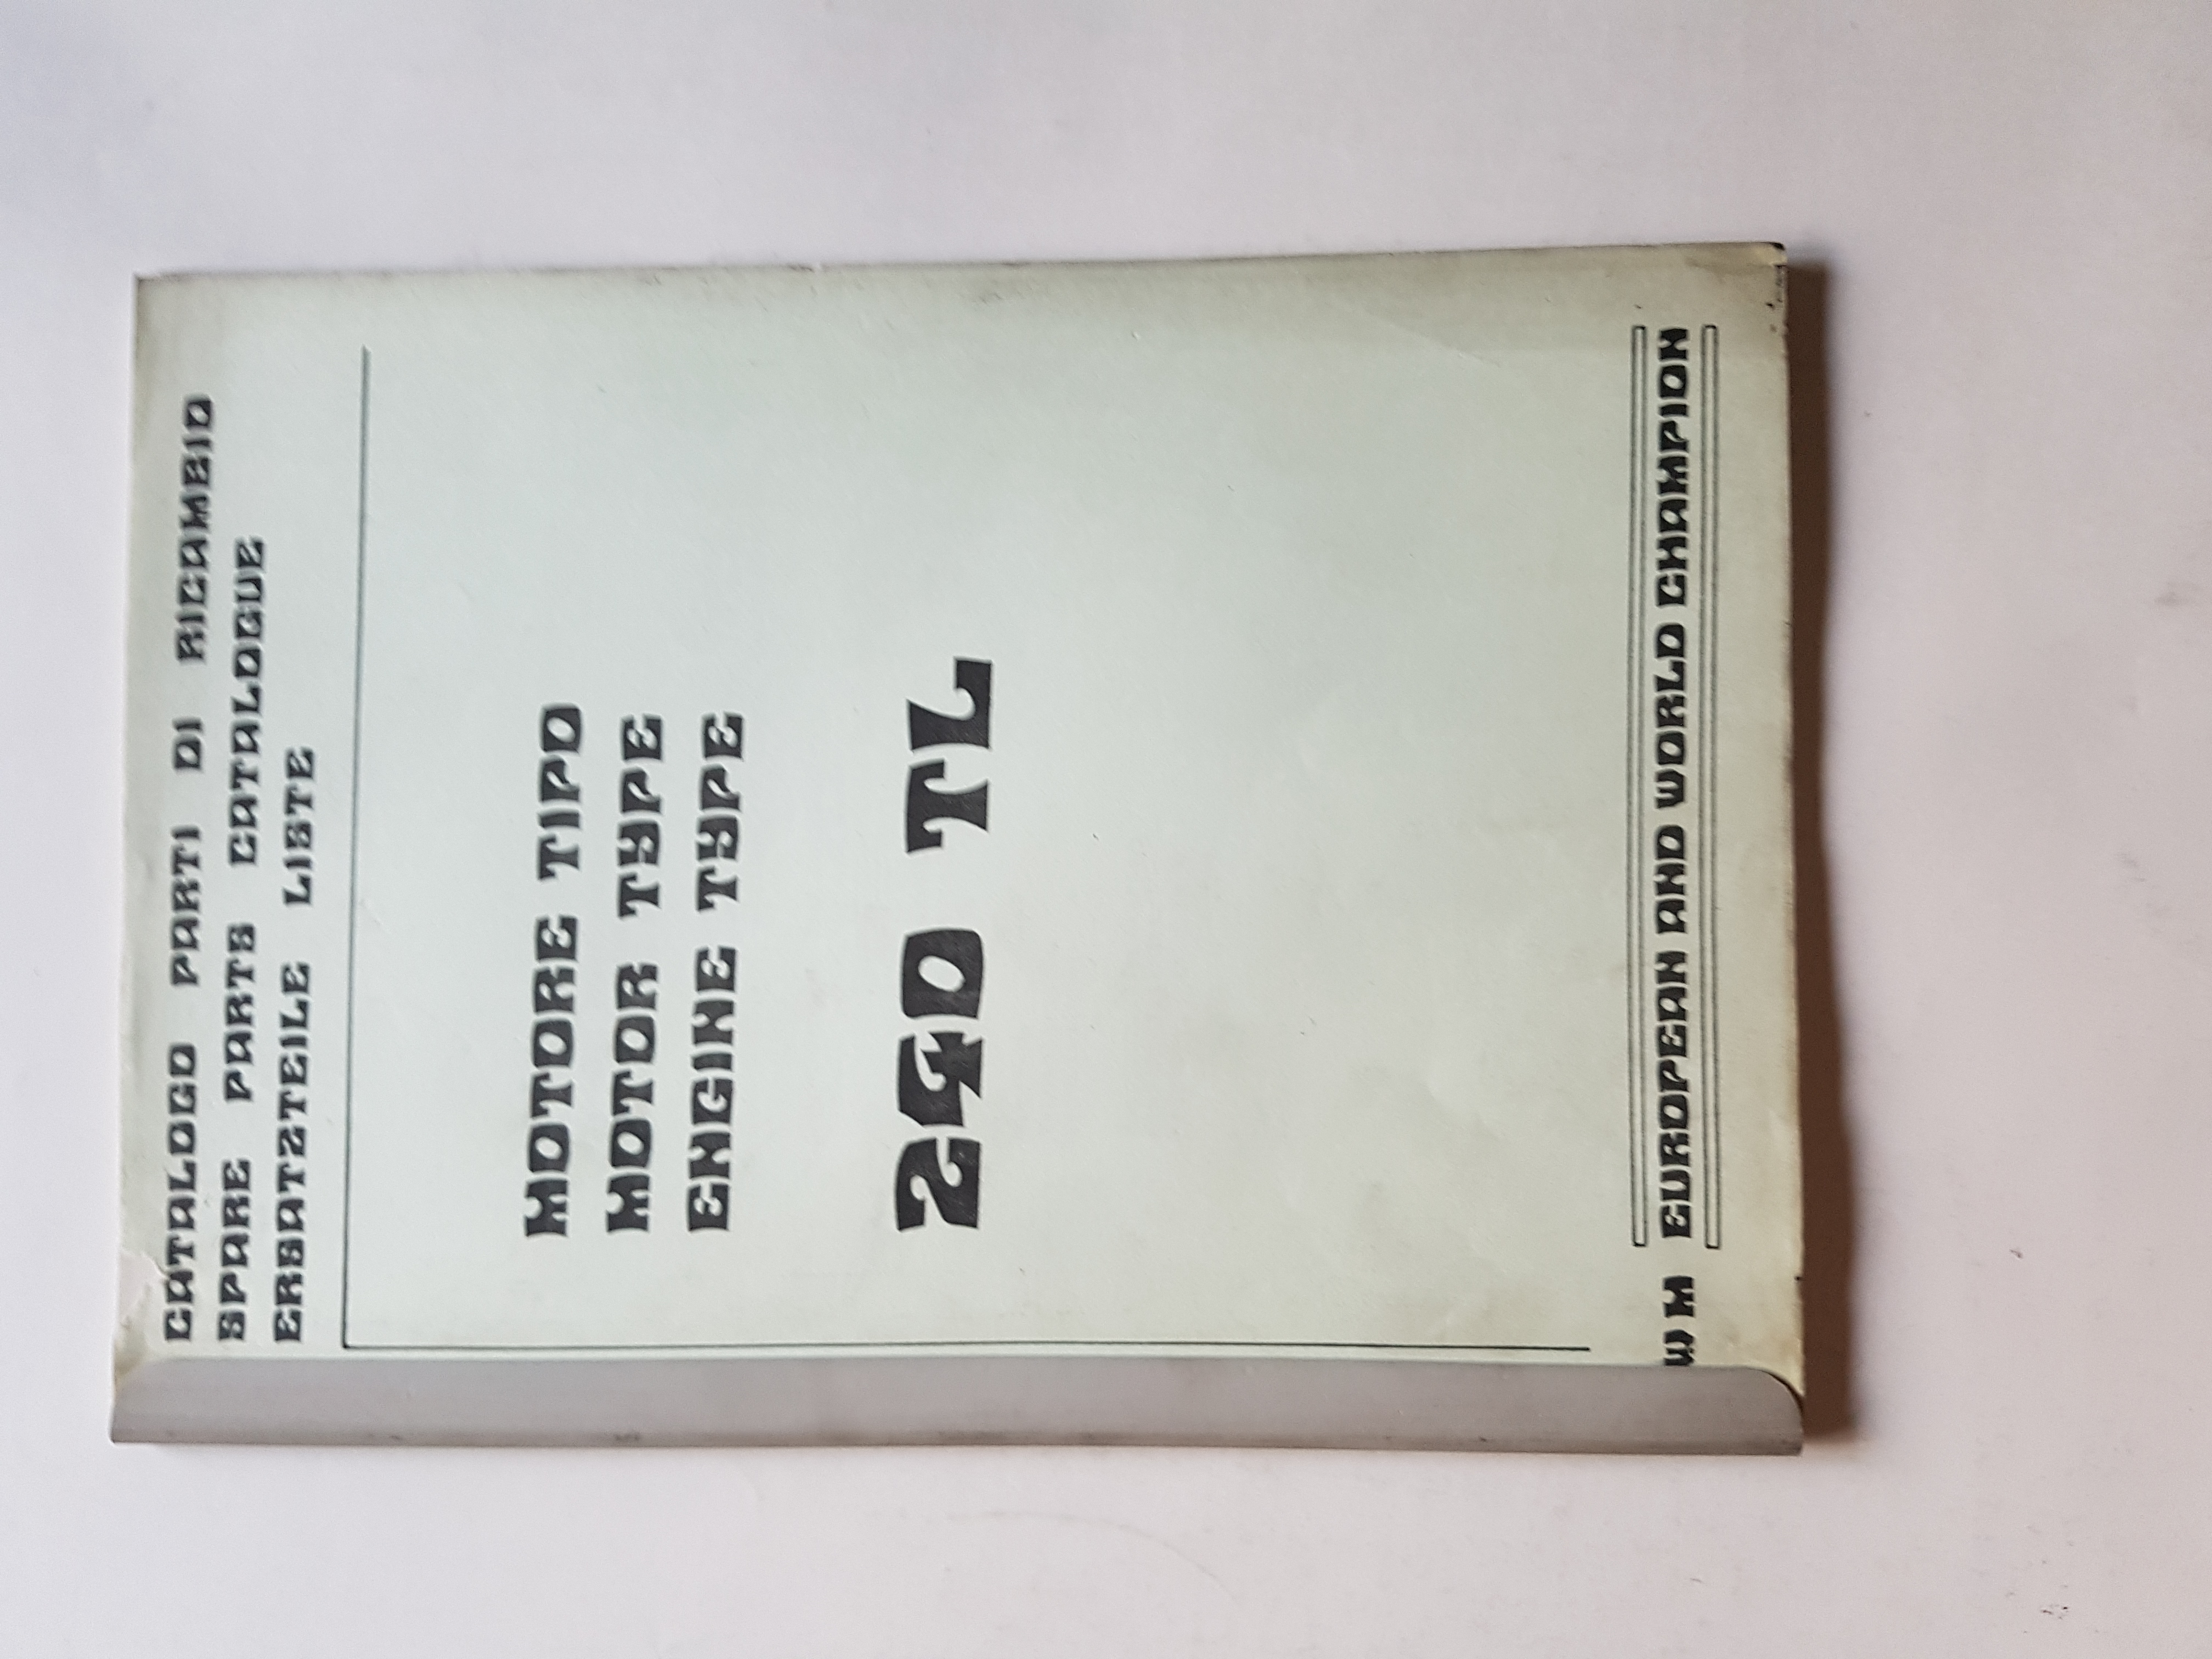 CATALOGO PARTI DI RICAMBIO
SPARE PARTS CATALOGUE
ERSATZTEILE LISTE
MOTORE TIPO
MOTOR TYPE
ENGINE TYPE
240 TL
WM EUROPEAN AND WORLD CHAMPION